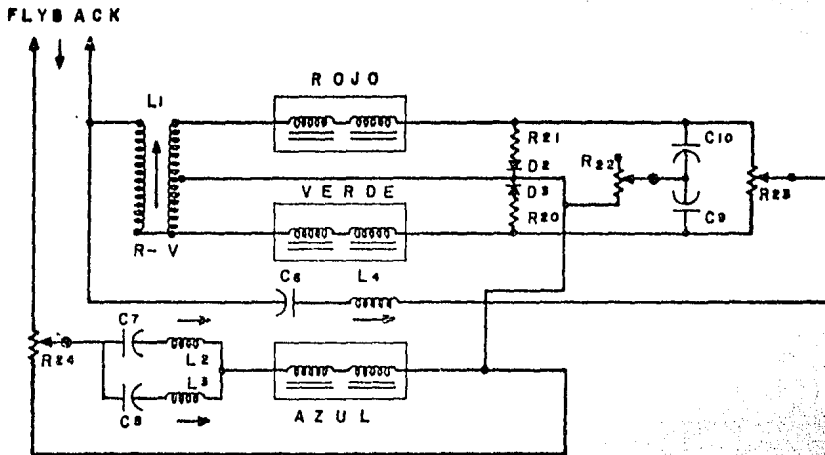 FLYBACK
L1
ROJO
R21
C10
D2
R22
VERDE
D3
R23
R20
C9
R- V
C6
L4
C7
R24
L2
L3
C8
AZUL